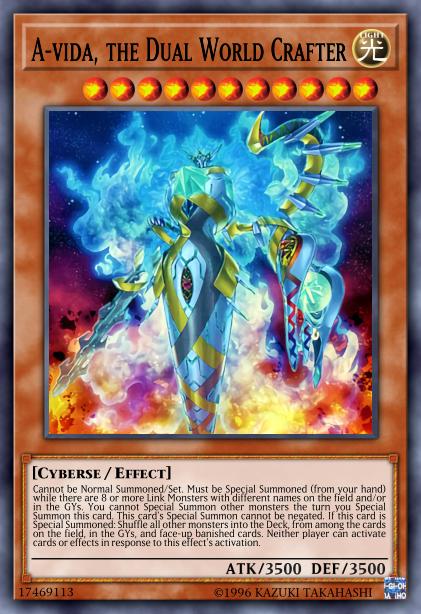 A-vida, the Dual World Crafter
LIGHT
光
[Cyberse / Effect]
Cannot be Normal Summoned/Set. Must be Special Summoned (from your hand)
while there are 8 or more Link Monsters with different names on the field and/or
in the GYs. You cannot Special Summon other monsters the turn you Special
Summon this card. This card's Special Summon cannot be negated. If this card is
Special Summoned: Shuffle all other monsters into the Deck, from among the cards
on the field, in the GYs, and face-up banished cards. Neither player can activate
cards or effects in response to this effect's activation.
ATK/3500 DEF/3500
17469113
©1996 KAZUKI TAKAHASHI